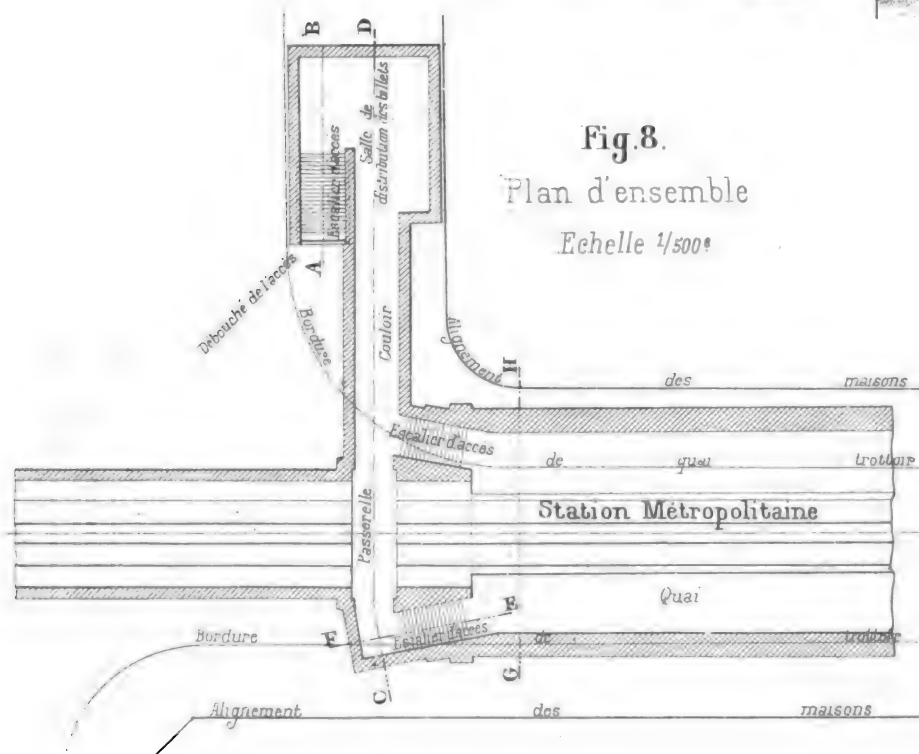 B
D
Salle de
distribution des billets
Escalier d'accès
A
Débouché de l'accès
Fig.8.
Plan d'ensemble
Echelle 1/500e
Bordure
Couloir
Alignement des maisons
H
Escalier d'accès
de quai trottoir
Passerelle
Station Métropolitaine
Quai
Bordure de trottoir
F
E
Escalier d'accès
C
G
Alignement des maisons